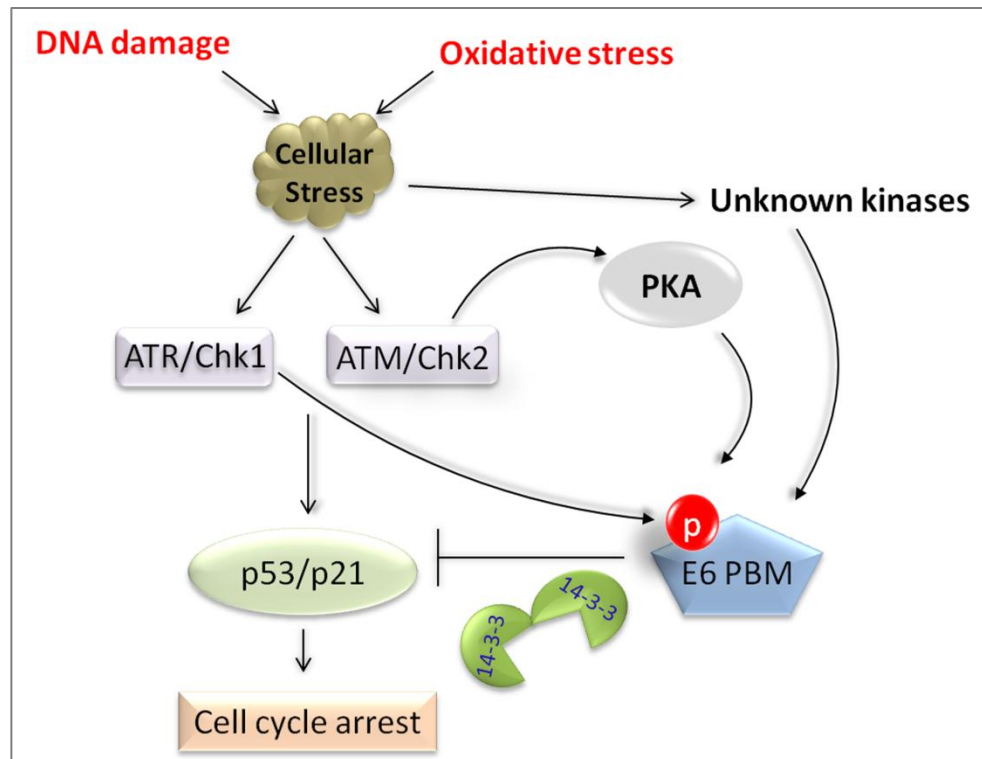 DNA damage
Oxidative stress
Cellular
Stress
Unknown kinases
PKA
ATR/Chk1
ATM/Chk2
p
p53/p21
E6 PBM
14-3-3
14-3-3
Cell cycle arrest